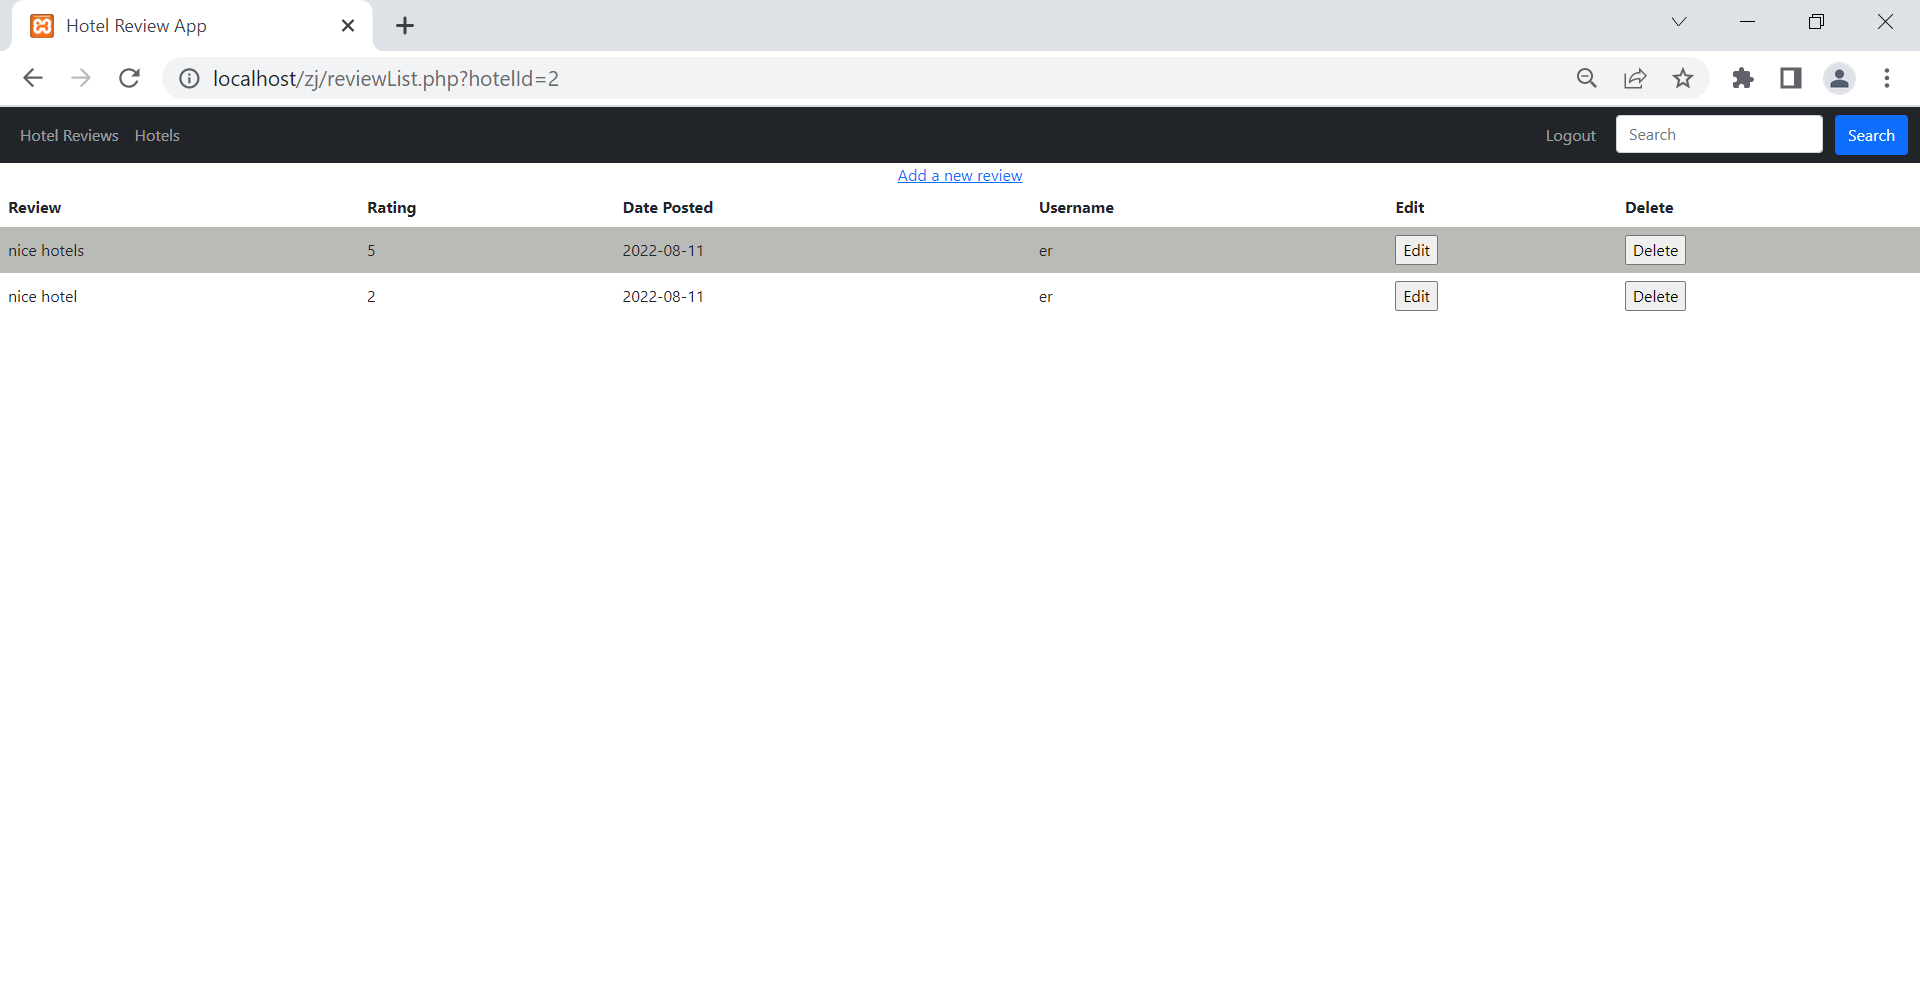 Hotel Review App
localhost/zj/reviewList.php?hotelId=2
Hotel Reviews Hotels Logout Search Search
Add a new review
Review Rating Date Posted Username Edit Delete
nice hotels 5 2022-08-11 er Edit Delete
nice hotel 2 2022-08-11 er Edit Delete